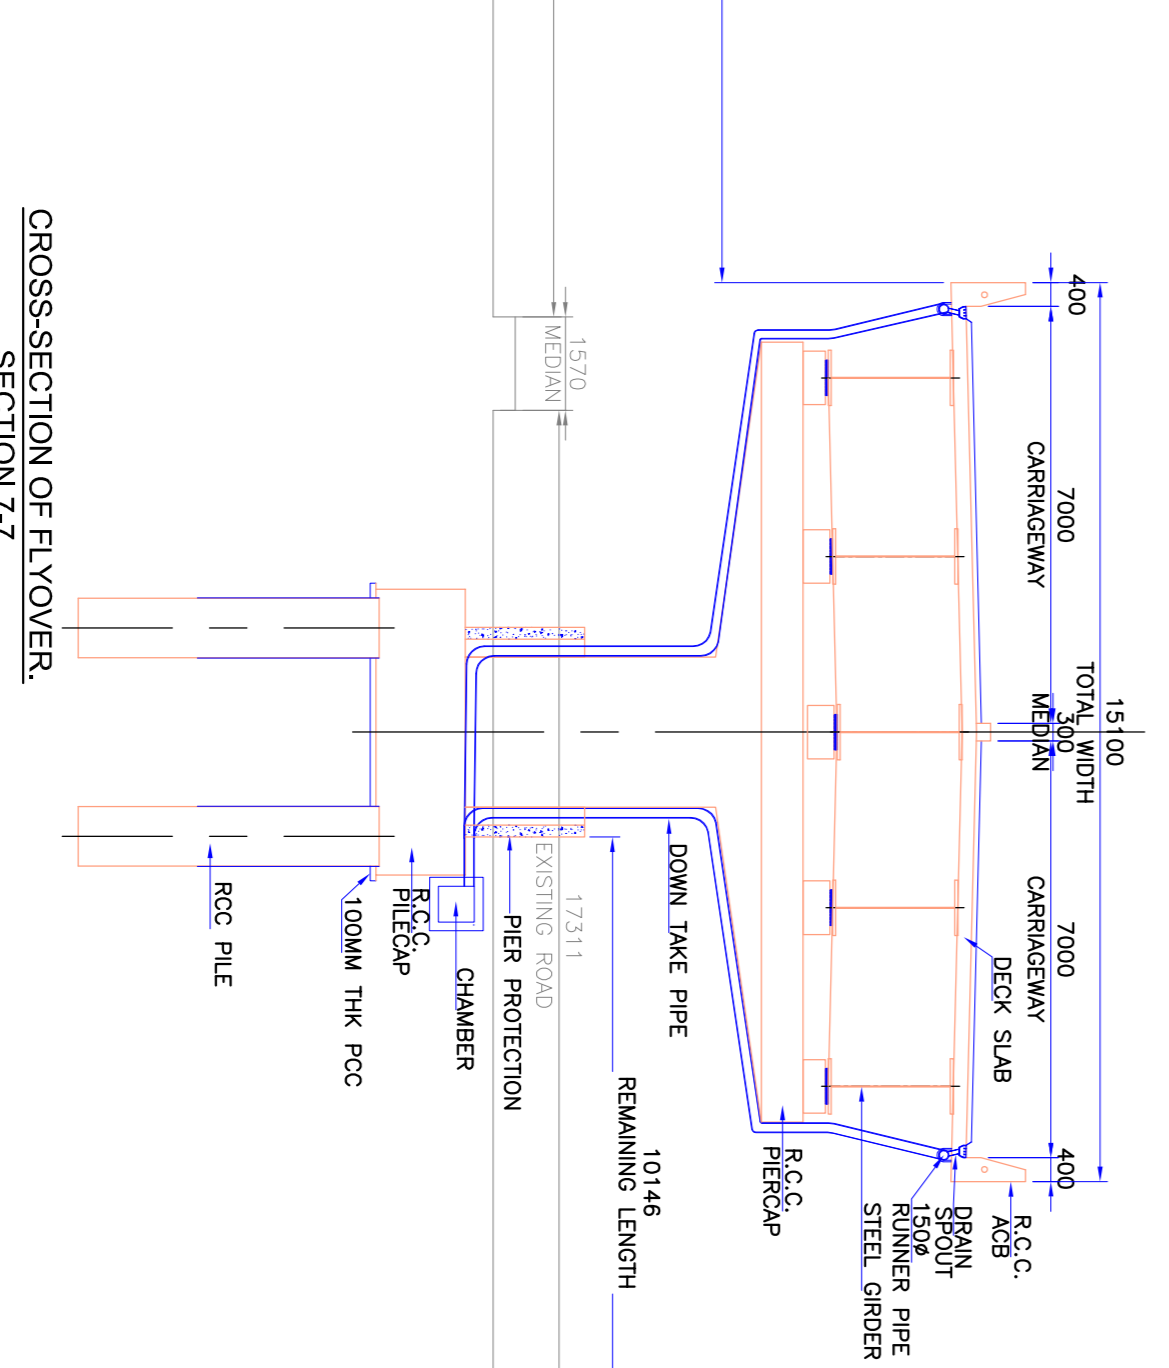 15100
TOTAL WIDTH
400
7000
CARRIAGEWAY
300
MEDIAN
7000
CARRIAGEWAY
400
R.C.C.
ACB
DECK SLAB
DRAIN
SPOUT
150ø
RUNNER PIPE
STEEL GIRDER
R.C.C.
PIERCAP
DOWN TAKE PIPE
10146
REMAINING LENGTH
1570
MEDIAN
17311
EXISTING ROAD
PIER PROTECTION
CHAMBER
R.C.C.
PILECAP
100MM THK PCC
RCC PILE
CROSS-SECTION OF FLYOVER.
SECTION 7-7